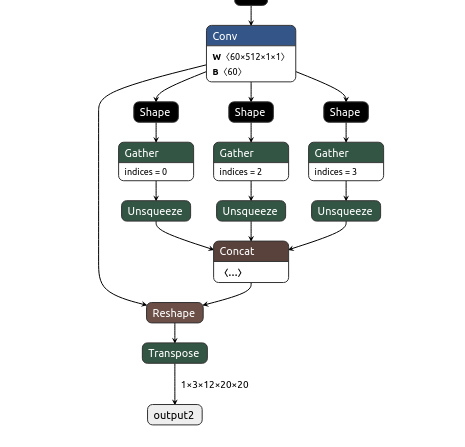 Conv
W ⟨60×512×1×1⟩
B ⟨60⟩
Shape Shape Shape
Gather Gather Gather
indices = 0 indices = 2 indices = 3
Unsqueeze Unsqueeze Unsqueeze
Concat
⟨...⟩
Reshape
Transpose
1×3×12×20×20
output2